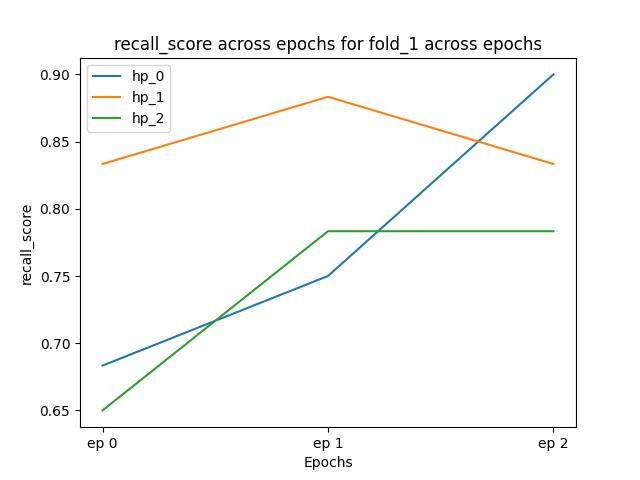 recall_score across epochs for fold_1 across epochs
hp_0
hp_1
hp_2
recall_score
0.90
0.85
0.80
0.75
0.70
0.65
ep 0 ep 1 ep 2
Epochs